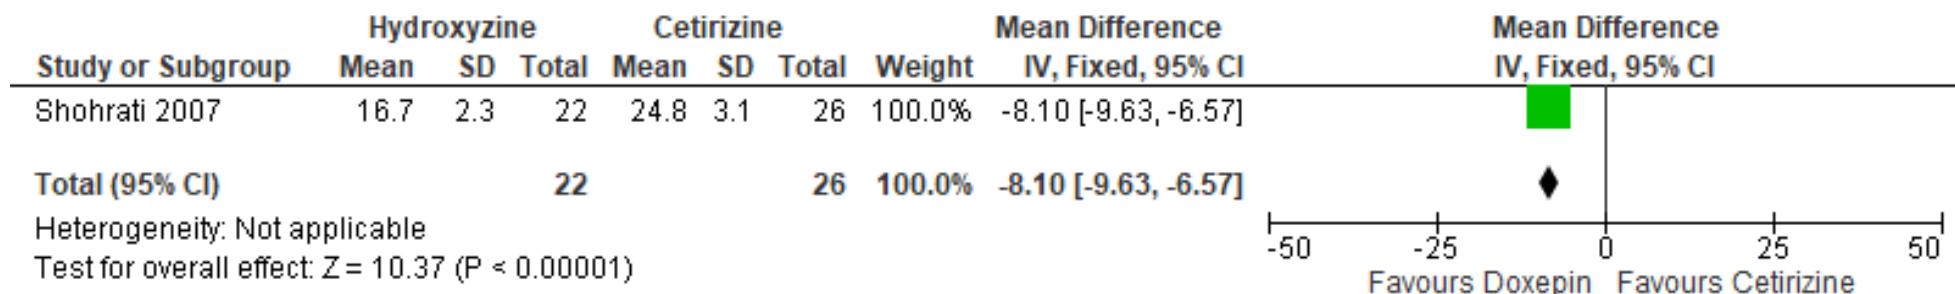 Hydroxyzine Cetirizine Mean Difference Mean Difference
Study or Subgroup Mean SD Total Mean SD Total Weight IV, Fixed, 95% CI IV, Fixed, 95% CI
Shohrati 2007 16.7 2.3 22 24.8 3.1 26 100.0% -8.10 [-9.63, -6.57]
Total (95% CI) 22 26 100.0% -8.10 [-9.63, -6.57]
Heterogeneity: Not applicable
-50 -25 0 25 50
Test for overall effect: Z = 10.37 (P < 0.00001)
Favours Doxepin Favours Cetirizine